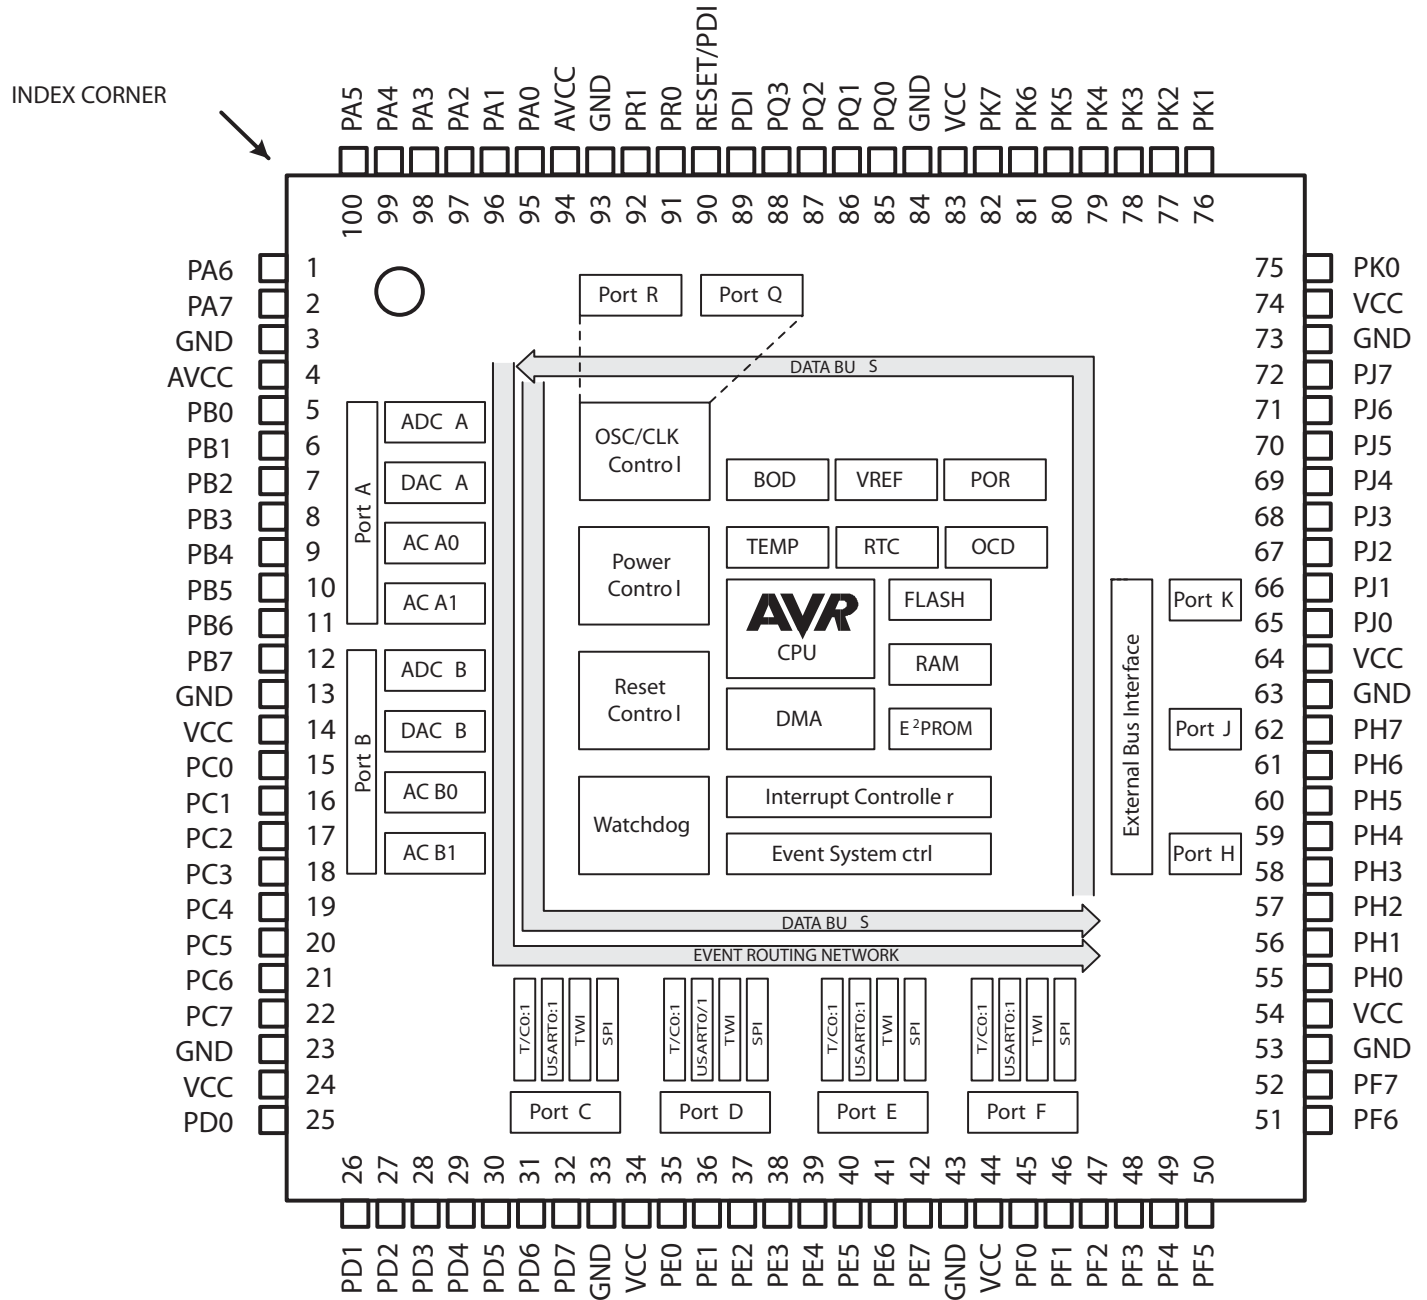 INDEX CORNER
PA5
PA4
PA3
PA2
PA1
PA0
AVCC
GND
PR1
PR0
RESET/PDI
PDI
PQ3
PQ2
PQ1
PQ0
GND
VCC
PK7
PK6
PK5
PK4
PK3
PK2
PK1
100
99
98
97
96
95
94
93
92
91
90
89
88
87
86
85
84
83
82
81
80
79
78
77
76
PA6 1
PA7 2
GND 3
AVCC 4
PB0 5
PB1 6
PB2 7
PB3 8
PB4 9
PB5 10
PB6 11
PB7 12
GND 13
VCC 14
PC0 15
PC1 16
PC2 17
PC3 18
PC4 19
PC5 20
PC6 21
PC7 22
GND 23
VCC 24
PD0 25
Port R
Port Q
DATA BU S
Port A
ADC A
DAC A
AC A0
AC A1
Port B
ADC B
DAC B
AC B0
AC B1
OSC/CLK
Control
Power
Control
Reset
Control
Watchdog
BOD
VREF
POR
TEMP
RTC
OCD
AVR
CPU
FLASH
RAM
DMA
E²PROM
Interrupt Controlle r
Event System ctrl
External Bus Interface
Port K
Port J
Port H
DATA BU S
EVENT ROUTING NETWORK
T/C0:1
USART0:1
TWI
SPI
Port C
T/C0:1
USART0/1
TWI
SPI
Port D
T/C0:1
USART0:1
TWI
SPI
Port E
T/C0:1
USART0:1
TWI
SPI
Port F
75 PK0
74 VCC
73 GND
72 PJ7
71 PJ6
70 PJ5
69 PJ4
68 PJ3
67 PJ2
66 PJ1
65 PJ0
64 VCC
63 GND
62 PH7
61 PH6
60 PH5
59 PH4
58 PH3
57 PH2
56 PH1
55 PH0
54 VCC
53 GND
52 PF7
51 PF6
26
27
28
29
30
31
32
33
34
35
36
37
38
39
40
41
42
43
44
45
46
47
48
49
50
PD1
PD2
PD3
PD4
PD5
PD6
PD7
GND
VCC
PE0
PE1
PE2
PE3
PE4
PE5
PE6
PE7
GND
VCC
PF0
PF1
PF2
PF3
PF4
PF5